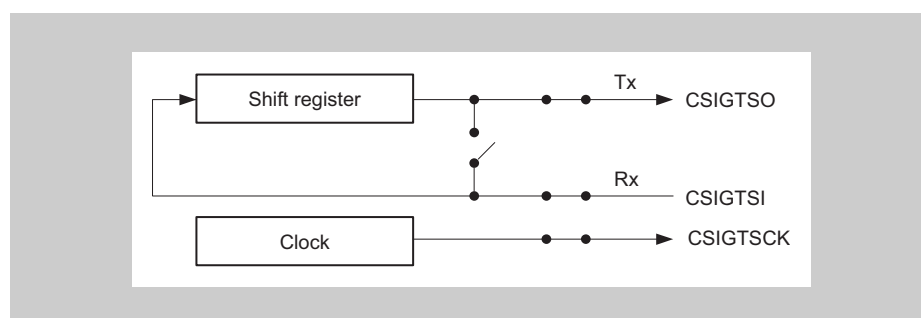 Shift register
Tx
CSIGTSO
Rx
CSIGTSI
Clock
CSIGTSCK